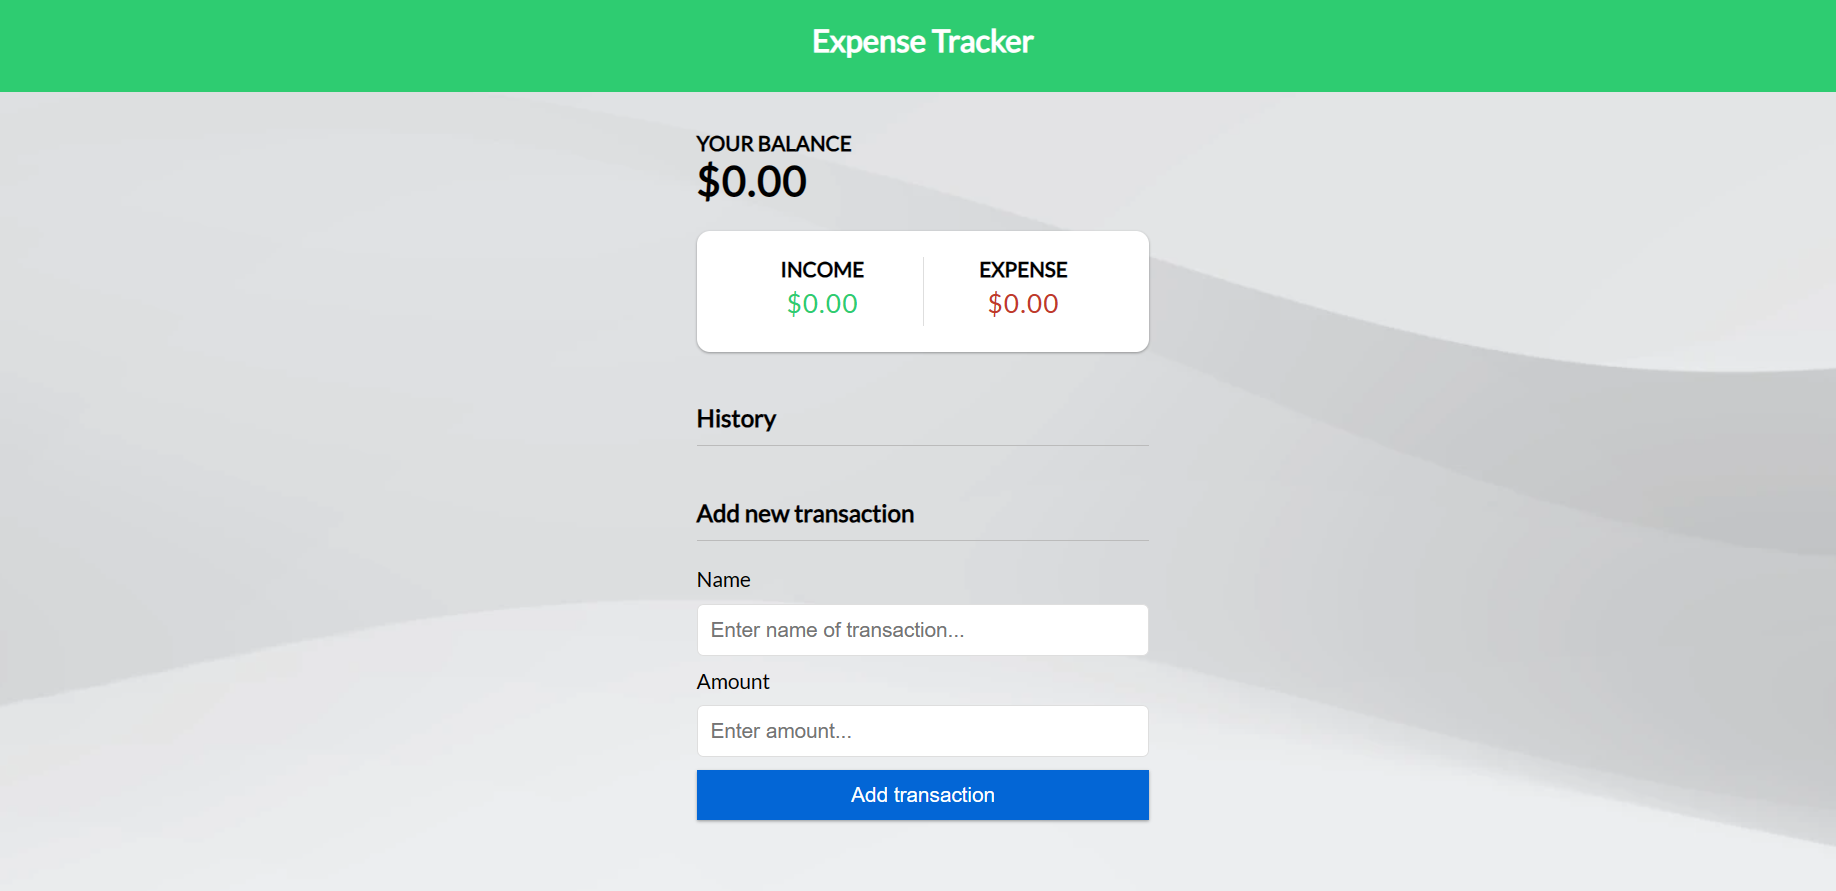 Expense Tracker
YOUR BALANCE
$0.00
INCOME
$0.00
EXPENSE
$0.00
History
Add new transaction
Name
Enter name of transaction...
Amount
Enter amount...
Add transaction